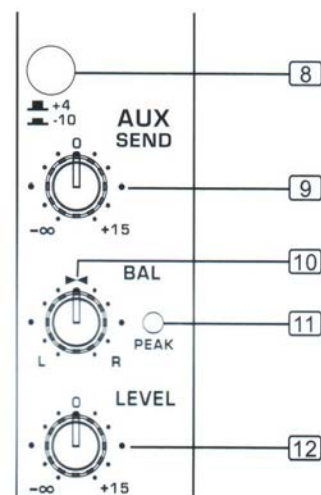 8
+4
-10
AUX
SEND
0
9
-∞ +15
10
BAL
11
PEAK
L R
LEVEL
0
12
-∞ +15